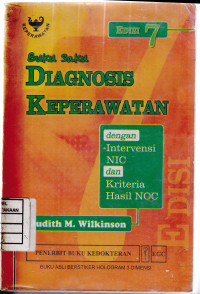 KEPERAWATAN
EDISI 7
Buku Saku
DIAGNOSIS
KEPERAWATAN
dengan
·Intervensi
NIC
dan
Kriteria
Hasil NOC
EDISI
Judith M. Wilkinson
PENERBIT BUKU KEDOKTERAN
EGC
BUKU ASLI BERSTIKER HOLOGRAM 3 DIMENSI